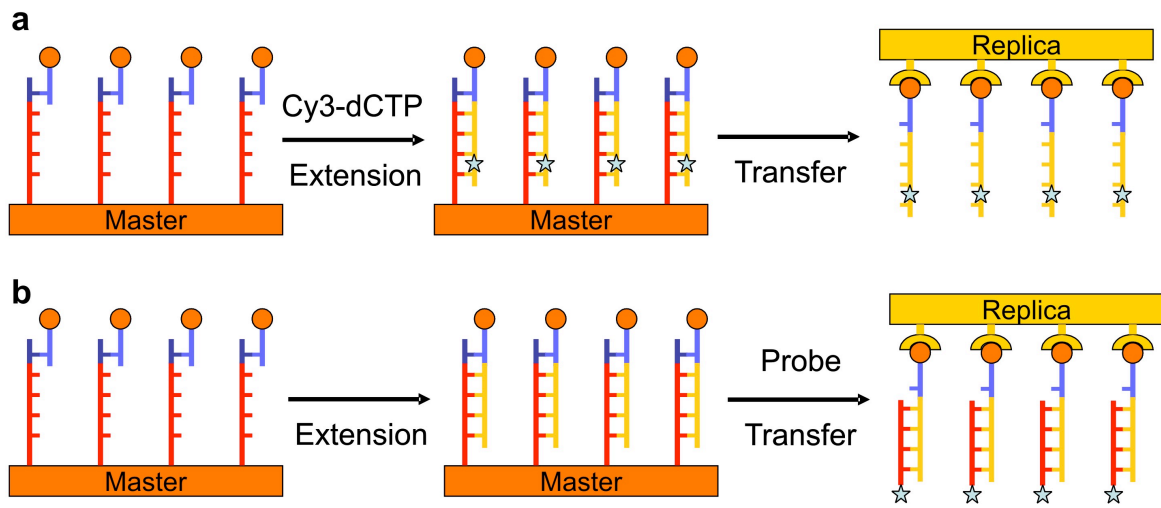 a
Replica
Cy3-dCTP
Extension
Transfer
Master
Master
b
Replica
Probe
Extension
Transfer
Master
Master